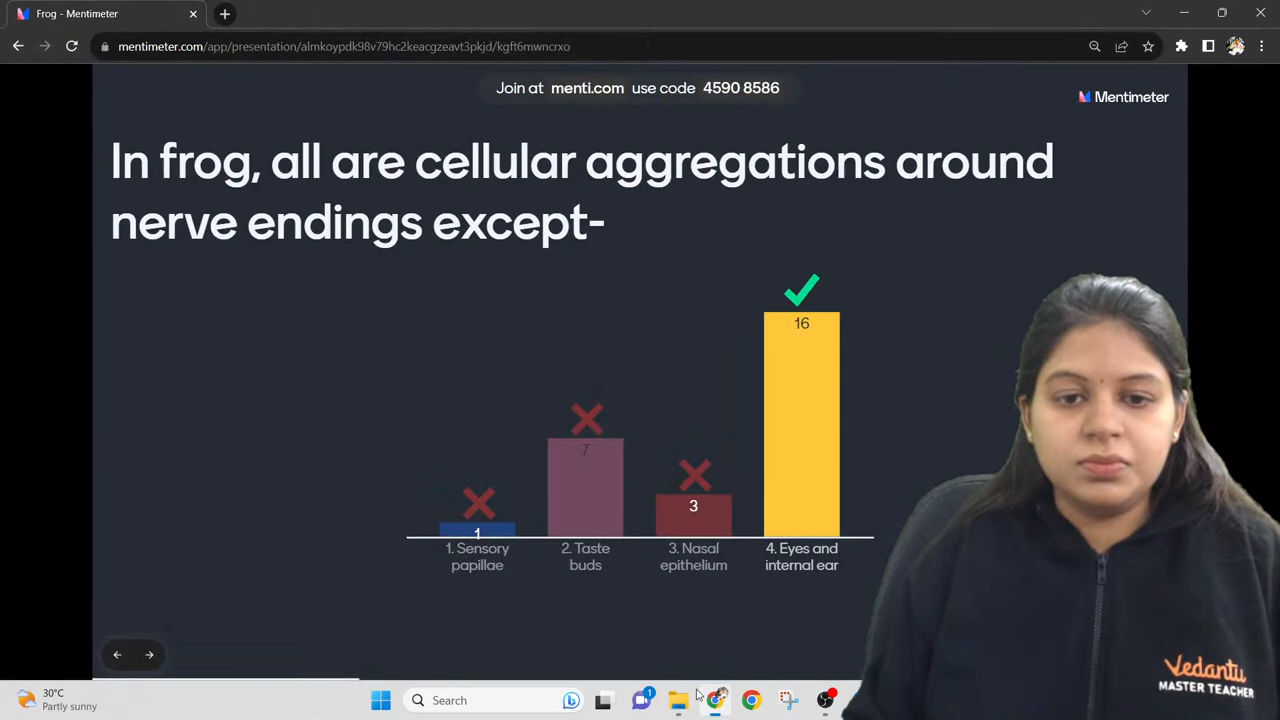 Frog - Mentimeter
mentimeter.com/app/presentation/almkoypdk98v79hc2keacgzeavt3pkjd/kgft6mwncrxo
Join at menti.com use code 4590 8586
Mentimeter
In frog, all are cellular aggregations around
nerve endings except-
16
7
3
1
1. Sensory
papillae
2. Taste
buds
3. Nasal
epithelium
4. Eyes and
internal ear
Vedantu
MASTER TEACHER
30°C
Partly sunny
Search
1